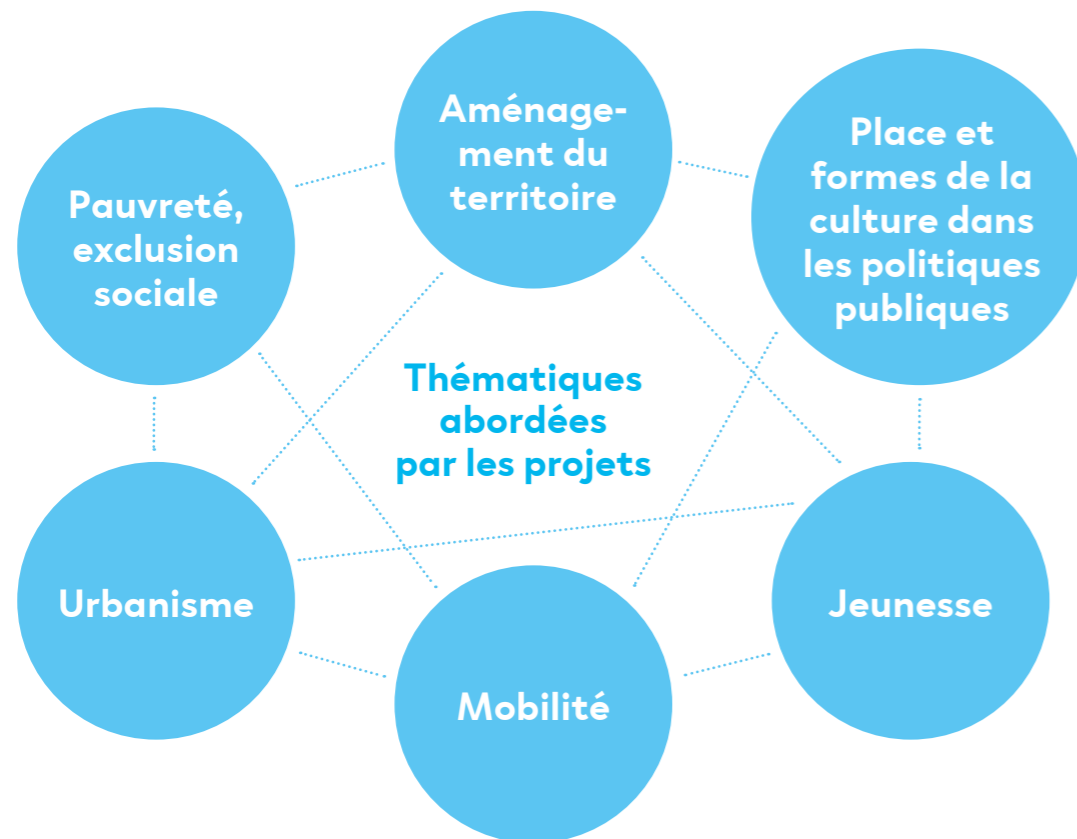 Pauvreté,
exclusion
sociale
Aménage-
ment du
territoire
Place et
formes de la
culture dans
les politiques
publiques
Thématiques
abordées
par les projets
Urbanisme
Mobilité
Jeunesse